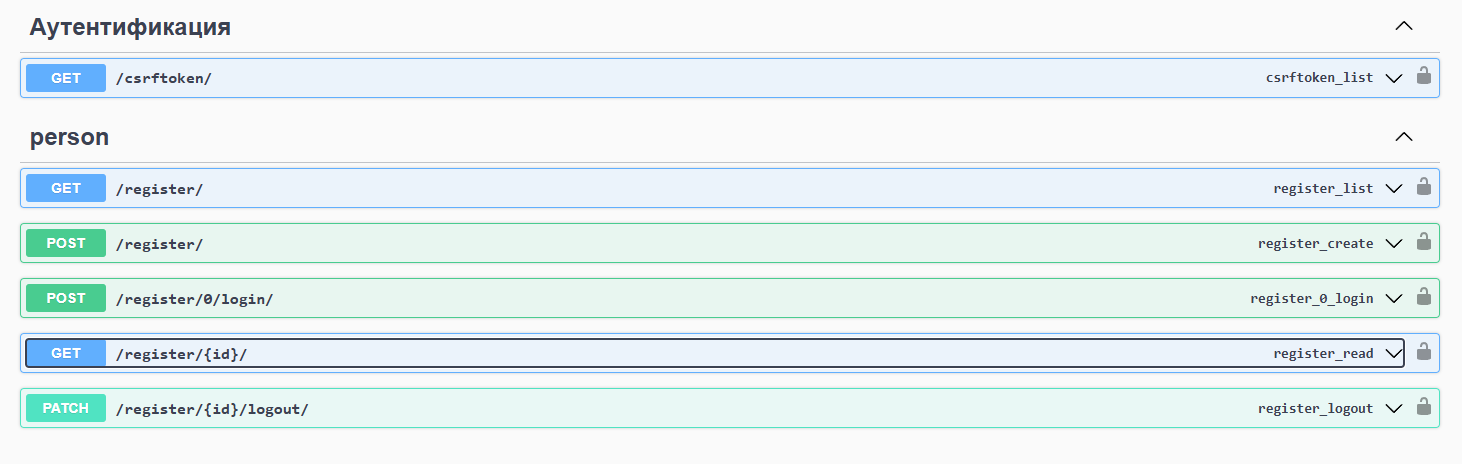 Аутентификация
GET /csrftoken/ csrftoken_list
person
GET /register/ register_list
POST /register/ register_create
POST /register/0/login/ register_0_login
GET /register/{id}/ register_read
PATCH /register/{id}/logout/ register_logout